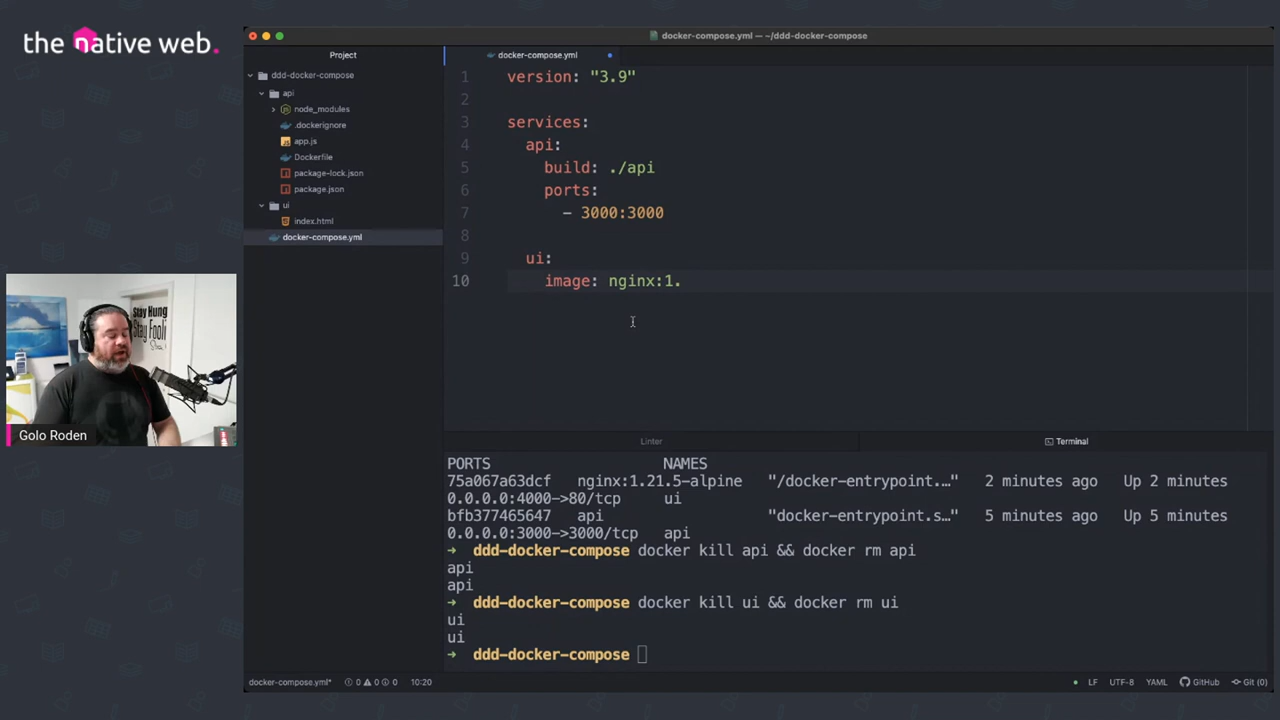 the native web.
docker-compose.yml — ~/ddd-docker-compose
Project
ddd-docker-compose
api
node_modules
.dockerignore
app.js
Dockerfile
package-lock.json
package.json
ui
index.html
docker-compose.yml
docker-compose.yml
1 version: "3.9"
2
3 services:
4 api:
5 build: ./api
6 ports:
7 - 3000:3000
8
9 ui:
10 image: nginx:1.
Stay Hung
Stay Fooli
Golo Roden
Linter
Terminal
PORTS NAMES
75a067a63dcf nginx:1.21.5-alpine "/docker-entrypoint.…" 2 minutes ago Up 2 minutes
0.0.0.0:4000->80/tcp ui
bfb377465647 api "docker-entrypoint.s…" 5 minutes ago Up 5 minutes
0.0.0.0:3000->3000/tcp api
→ ddd-docker-compose docker kill api && docker rm api
api
api
→ ddd-docker-compose docker kill ui && docker rm ui
ui
ui
→ ddd-docker-compose
docker-compose.yml* 0 0 0 10:20 LF UTF-8 YAML GitHub Git (0)